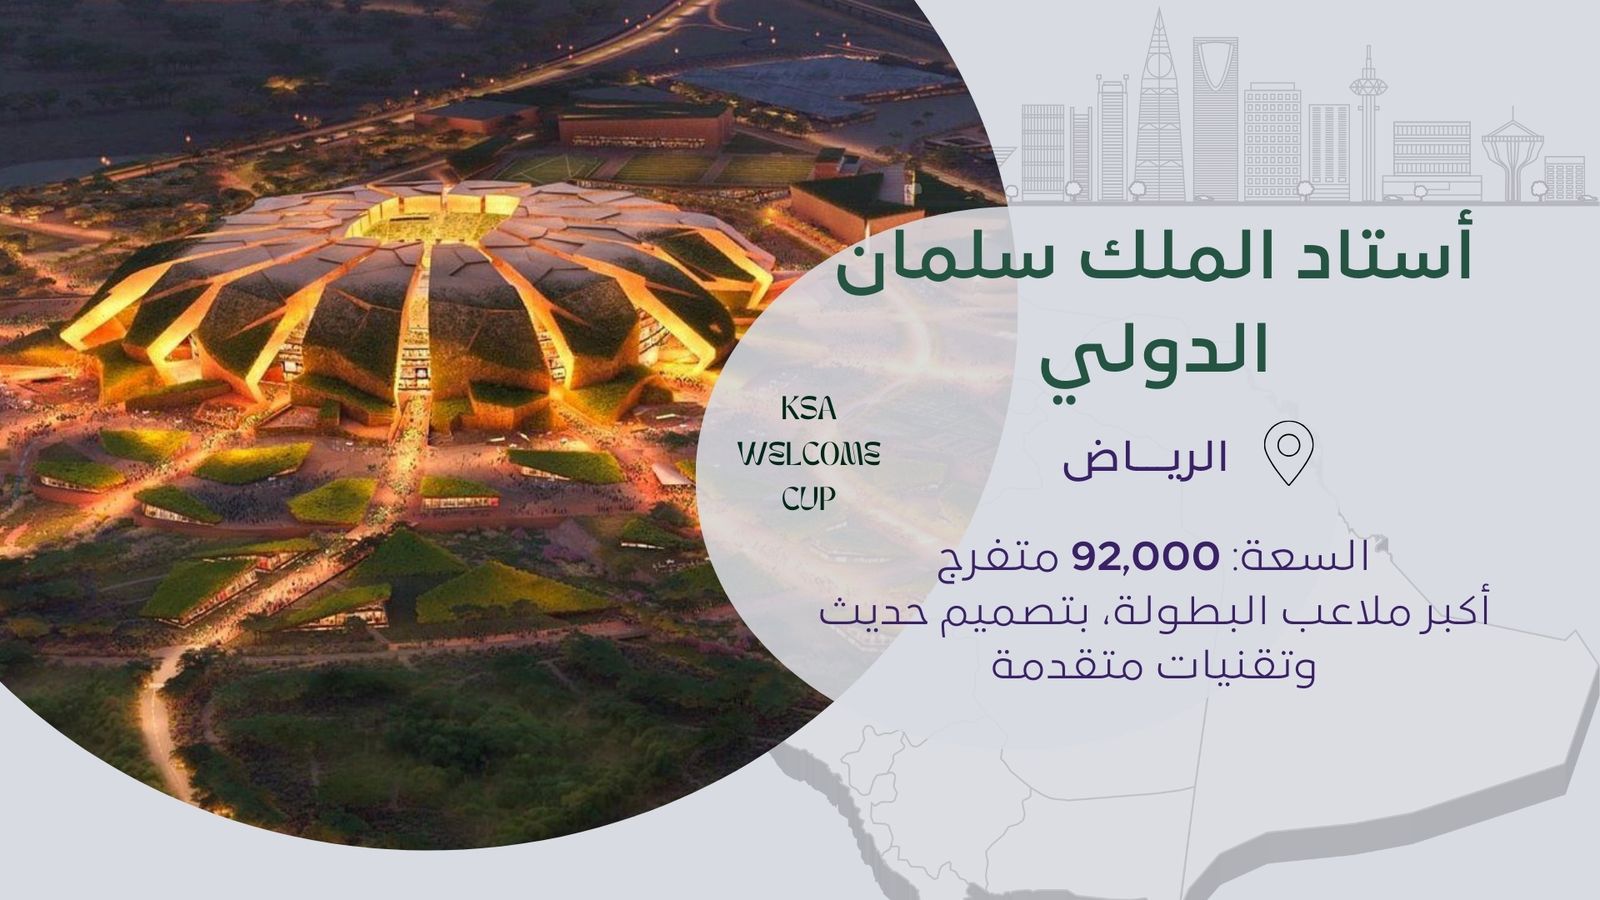 أستاد الملك سلمان
الدولي
الريـــاض
KSA
WELCOME
CUP
السعة: 92,000 متفرج
أكبر ملاعب البطولة، بتصميم حديث
وتقنيات متقدمة